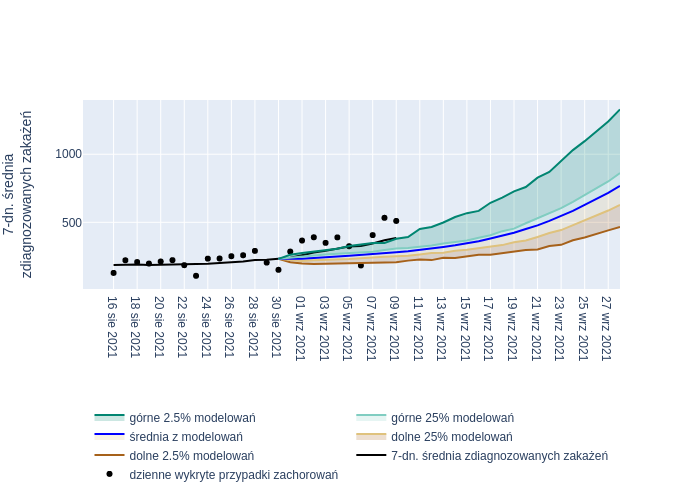 7-dn. średnia
zdiagnozowanych zakażeń
1000
500
16 sie 2021
18 sie 2021
20 sie 2021
22 sie 2021
24 sie 2021
26 sie 2021
28 sie 2021
30 sie 2021
01 wrz 2021
03 wrz 2021
05 wrz 2021
07 wrz 2021
09 wrz 2021
11 wrz 2021
13 wrz 2021
15 wrz 2021
17 wrz 2021
19 wrz 2021
21 wrz 2021
23 wrz 2021
25 wrz 2021
27 wrz 2021
górne 2.5% modelowań
górne 25% modelowań
średnia z modelowań
dolne 25% modelowań
dolne 2.5% modelowań
7-dn. średnia zdiagnozowanych zakażeń
dzienne wykryte przypadki zachorowań